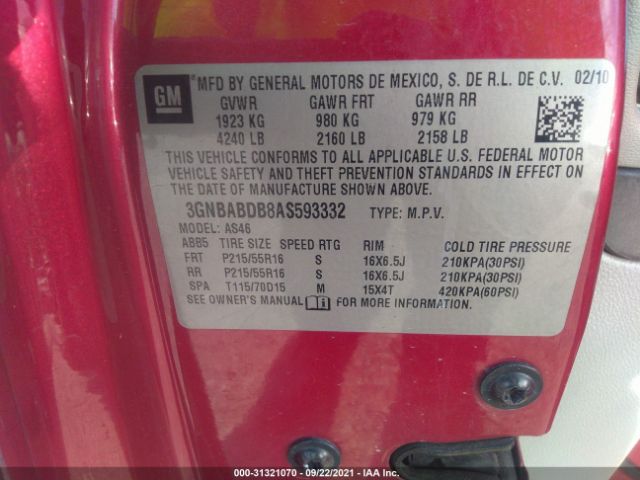 GM
MFD BY GENERAL MOTORS DE MEXICO, S. DE R.L. DE C.V. 02/10
GVWR GAWR FRT GAWR RR
1923 KG 980 KG 979 KG
4240 LB 2160 LB 2158 LB
THIS VEHICLE CONFORMS TO ALL APPLICABLE U.S. FEDERAL MOTOR
VEHICLE SAFETY AND THEFT PREVENTION STANDARDS IN EFFECT ON
THE DATE OF MANUFACTURE SHOWN ABOVE.
3GNBABDB8AS593332 TYPE: M.P.V.
MODEL: AS46
ABB5 TIRE SIZE SPEED RTG RIM COLD TIRE PRESSURE
FRT P215/55R16 S 16X6.5J 210KPA(30PSI)
RR P215/55R16 S 16X6.5J 210KPA(30PSI)
SPA T115/70D15 M 15X4T 420KPA(60PSI)
SEE OWNER'S MANUAL FOR MORE INFORMATION
000-31321070 - 09/22/2021 - IAA Inc.